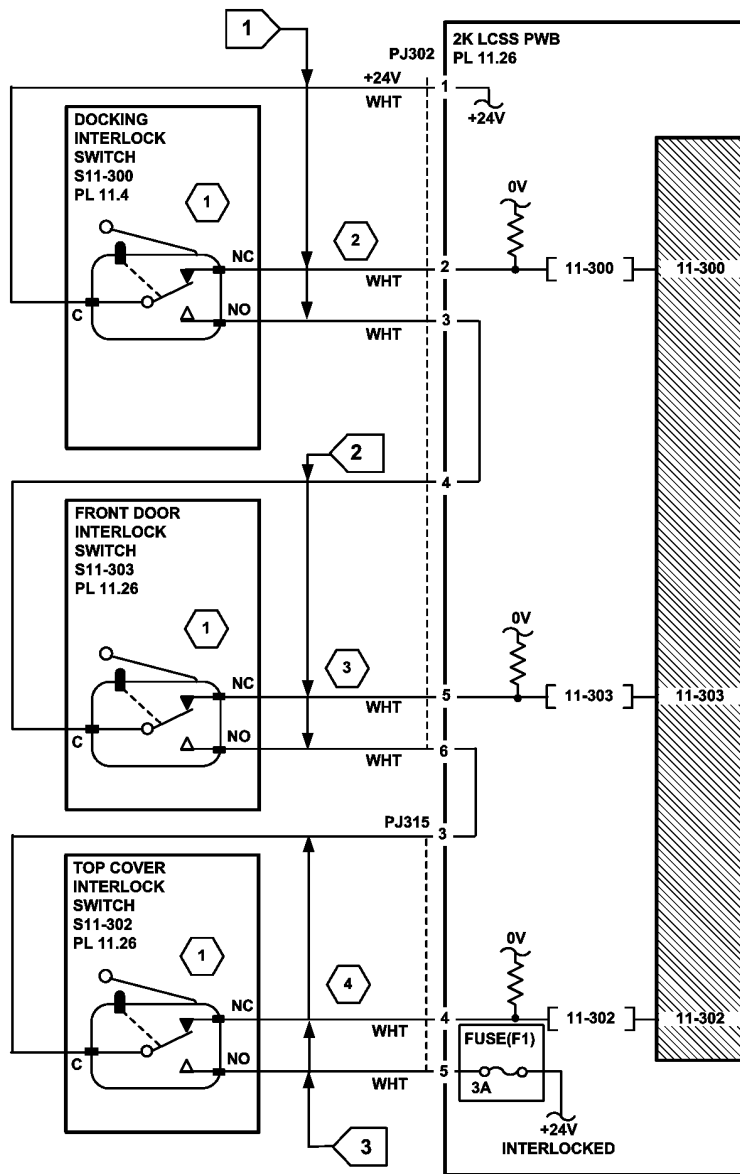 1
PJ302
2K LCSS PWB
PL 11.26
+24V
1
WHT
+24V
DOCKING
INTERLOCK
SWITCH
S11-300
PL 11.4
1
0V
NC
2
2
11-300
11-300
WHT
C
NO
3
WHT
2
4
FRONT DOOR
INTERLOCK
SWITCH
S11-303
PL 11.26
1
0V
NC
3
5
11-303
11-303
WHT
C
NO
6
WHT
PJ315
3
TOP COVER
INTERLOCK
SWITCH
S11-302
PL 11.26
1
0V
NC
4
4
11-302
11-302
WHT
FUSE(F1)
C
NO
5
WHT
3A
+24V
INTERLOCKED
3